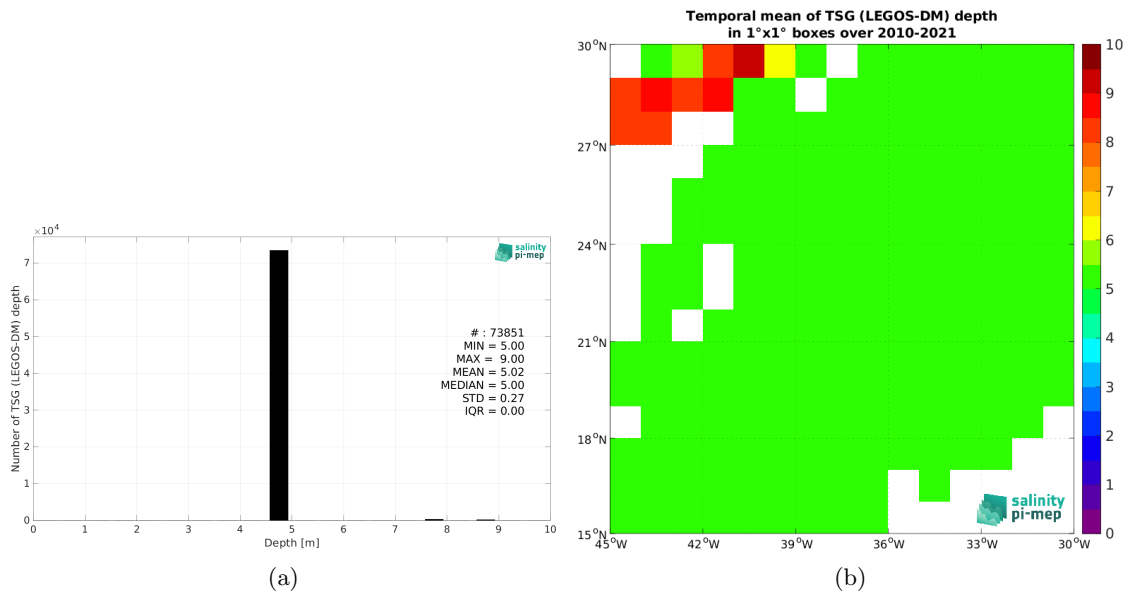 ×10⁴
7
6
5
4
3
2
1
0
Number of TSG (LEGOS-DM) depth
salinity
pi-mep
# : 73851
MIN = 5.00
MAX = 9.00
MEAN = 5.02
MEDIAN = 5.00
STD = 0.27
IQR = 0.00
0 1 2 3 4 5 6 7 8 9 10
Depth [m]
(a)
Temporal mean of TSG (LEGOS-DM) depth
in 1°x1° boxes over 2010-2021
30°N
27°N
24°N
21°N
18°N
15°N
45°W 42°W 39°W 36°W 33°W 30°W
salinity
pi-mep
10
9
8
7
6
5
4
3
2
1
0
(b)